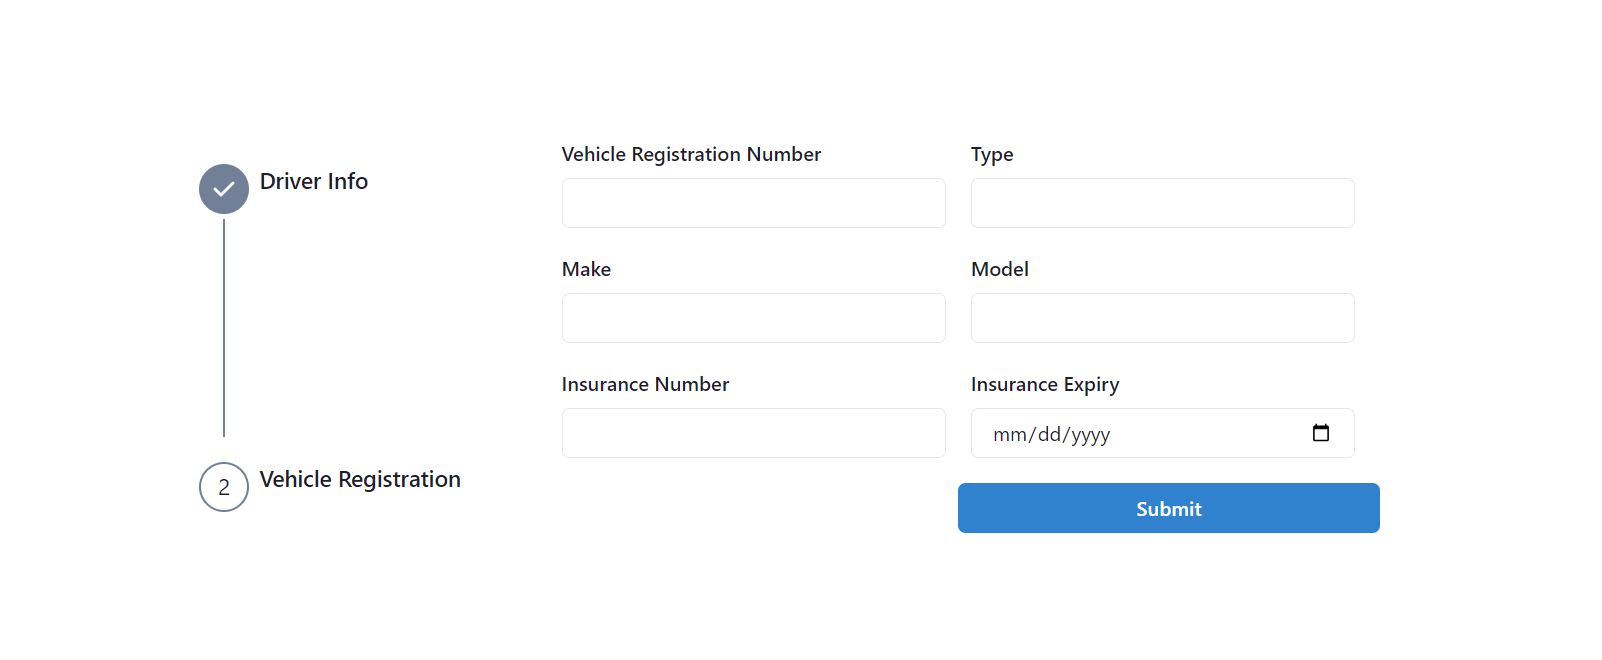 Driver Info
2
Vehicle Registration
Vehicle Registration Number
Type
Make
Model
Insurance Number
Insurance Expiry
mm/dd/yyyy
Submit